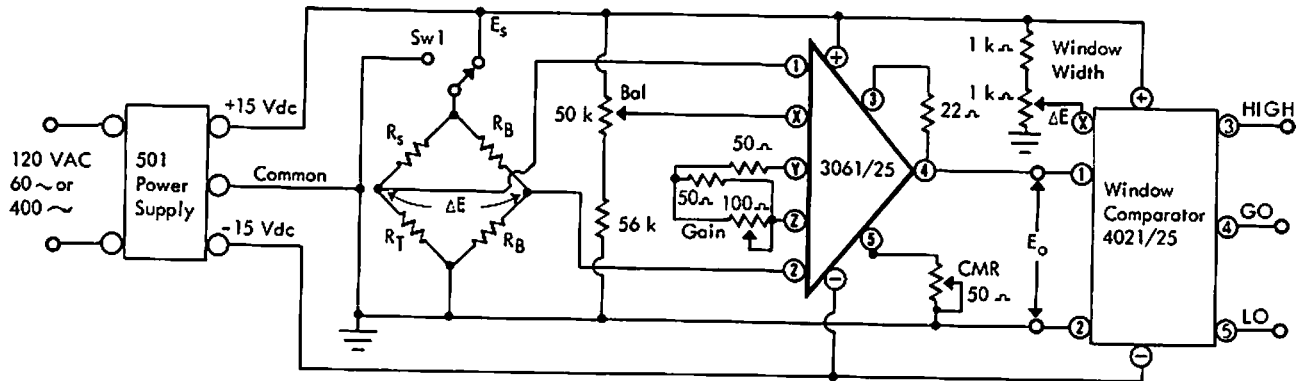 120 VAC
60 ~ or
400 ~
501
Power
Supply
+15 Vdc
Common
−15 Vdc
Sw1
Es
Rs
RB
ΔE
RT
RB
50 k
Bal
56 k
50 Ω
50 Ω
100 Ω
Gain
1
X
Y
Z
2
+
3
3061/25
4
5
−
22 Ω
CMR
50 Ω
1 k Ω
1 k Ω
Window
Width
ΔE
X
+
1
Eo
2
Window
Comparator
4021/25
−
3
HIGH
4
GO
5
LO